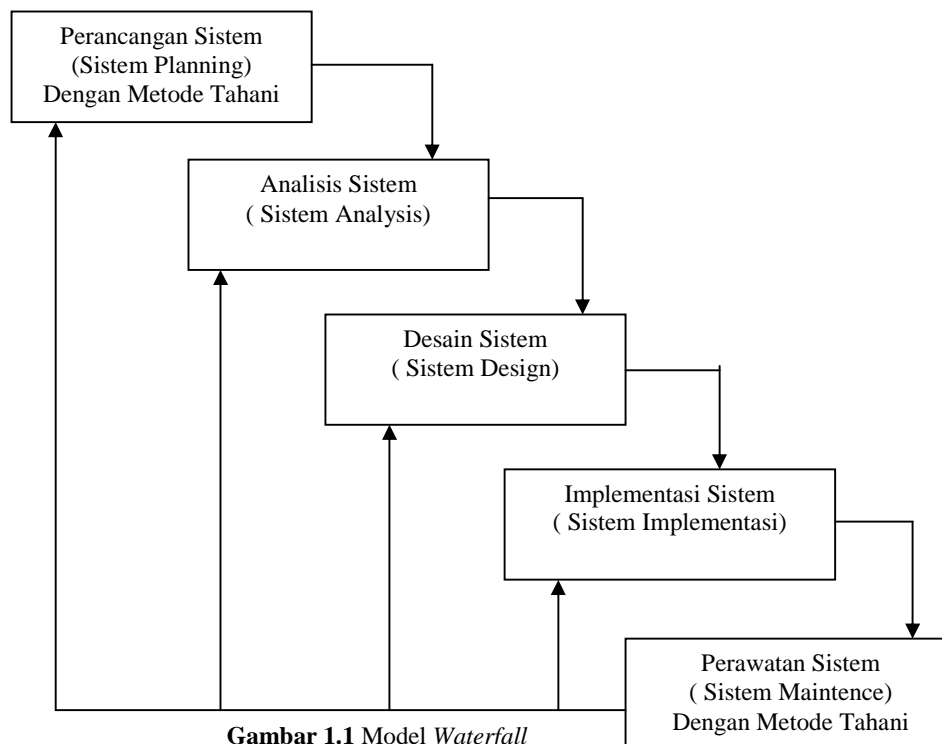 Perancangan Sistem
(Sistem Planning)
Dengan Metode Tahani
Analisis Sistem
( Sistem Analysis)
Desain Sistem
( Sistem Design)
Implementasi Sistem
( Sistem Implementasi)
Perawatan Sistem
( Sistem Maintence)
Dengan Metode Tahani
Gambar 1.1 Model Waterfall